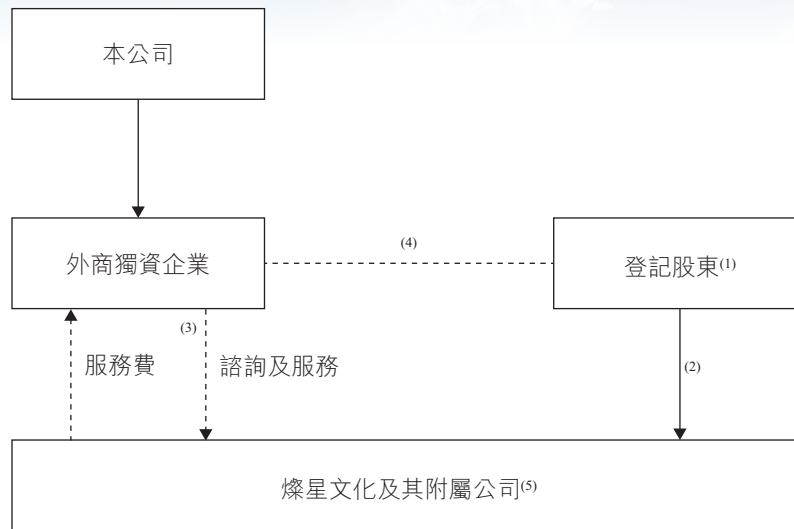 本公司
外商獨資企業
(4)
登記股東(1)
(3)
服務費
諮詢及服務
(2)
燦星文化及其附屬公司(5)